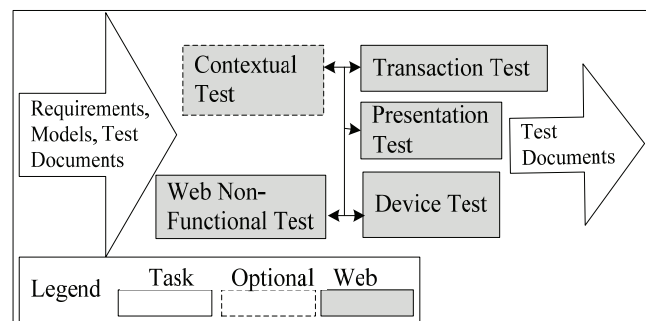 Contextual
Test
Transaction Test
Requirements,
Models, Test
Documents
Presentation
Test
Test
Documents
Web Non-
Functional Test
Device Test
Legend
Task
Optional
Web